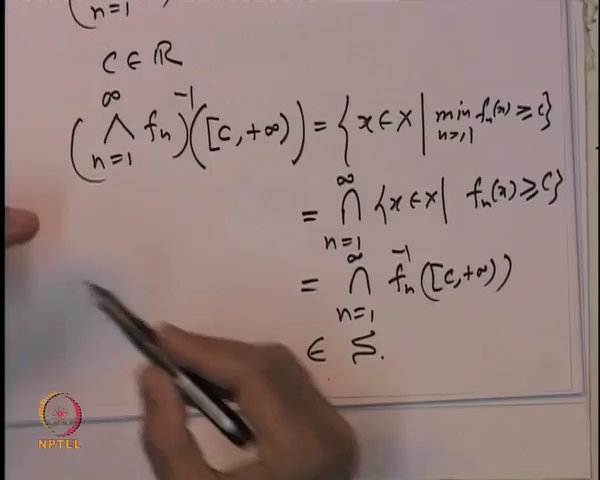 n=1
C ∈ ℝ
(⋀_{n=1}^{∞} f_n)^{-1}([C,+∞)) = {x∈X | min_{n≥1} f_n(x) ≥ C}
= ⋂_{n=1}^{∞} {x∈X | f_n(x) ≥ C}
= ⋂_{n=1}^{∞} f_n^{-1}([C,+∞))
∈ S.
NPTEL